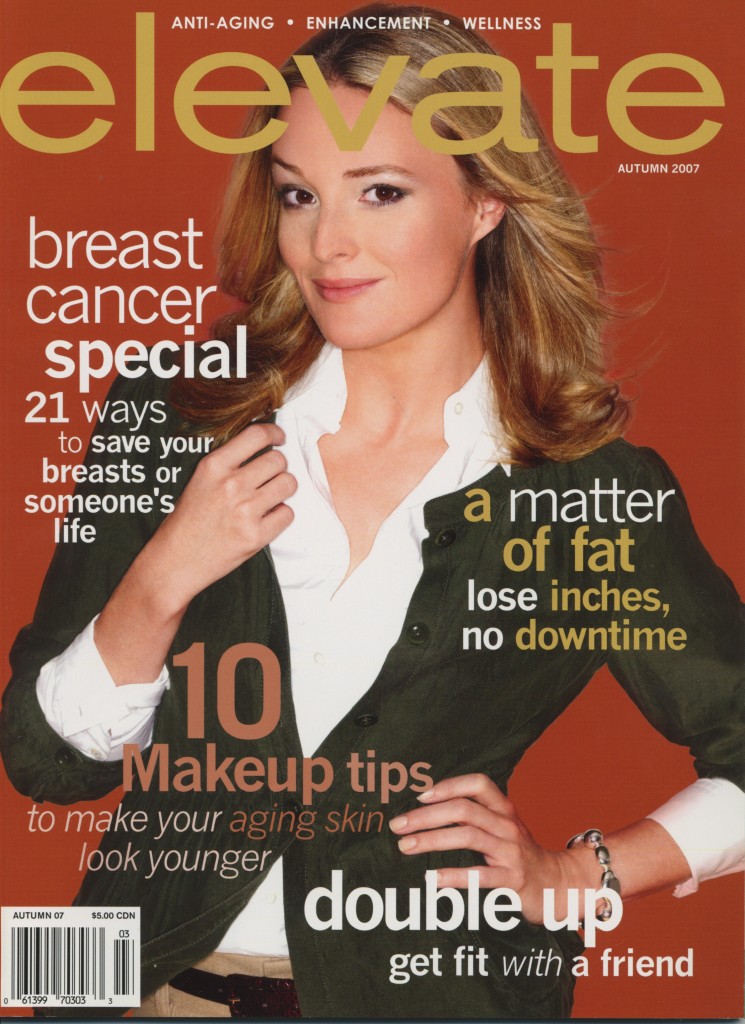 ANTI-AGING • ENHANCEMENT • WELLNESS
elevate
AUTUMN 2007
breast
cancer
special
21 ways
to save your
breasts or
someone's
life
a matter
of fat
lose inches,
no downtime
10
Makeup tips
to make your aging skin
look younger
double up
get fit with a friend
AUTUMN 07 $5.00 CDN
03
0 61399 70303 3